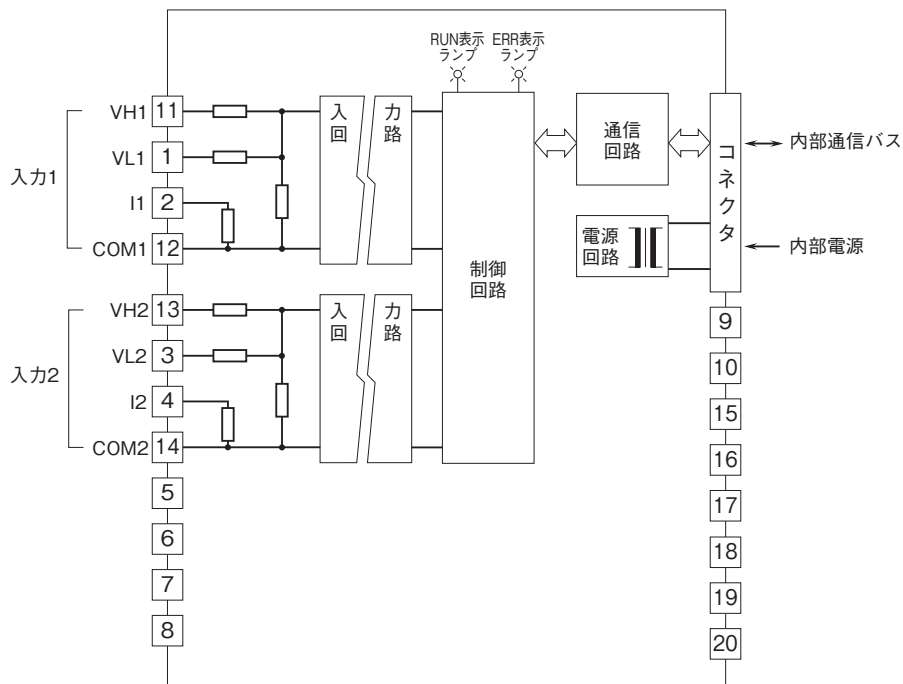 RUN表示
ランプ
ERR表示
ランプ
入力1
VH1 11
VL1 1
I1 2
COM1 12
入 力
回 路
制御
回路
通信
回路
コネクタ
内部通信バス
電源
回路
内部電源
入力2
VH2 13
VL2 3
I2 4
COM2 14
入 力
回 路
5
6
7
8
9
10
15
16
17
18
19
20